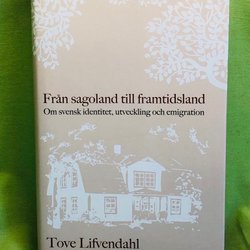 Från sagoland till framtidsland
Om svensk identitet, utveckling och emigration
Tove Lifvendahl